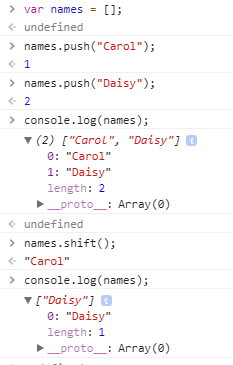 > var names = [];
< undefined
> names.push("Carol");
< 1
> names.push("Daisy");
< 2
> console.log(names);
▼ (2) ["Carol", "Daisy"] i
0: "Carol"
1: "Daisy"
length: 2
▶ __proto__: Array(0)
< undefined
> names.shift();
< "Carol"
> console.log(names);
▼ ["Daisy"] i
0: "Daisy"
length: 1
▶ __proto__: Array(0)